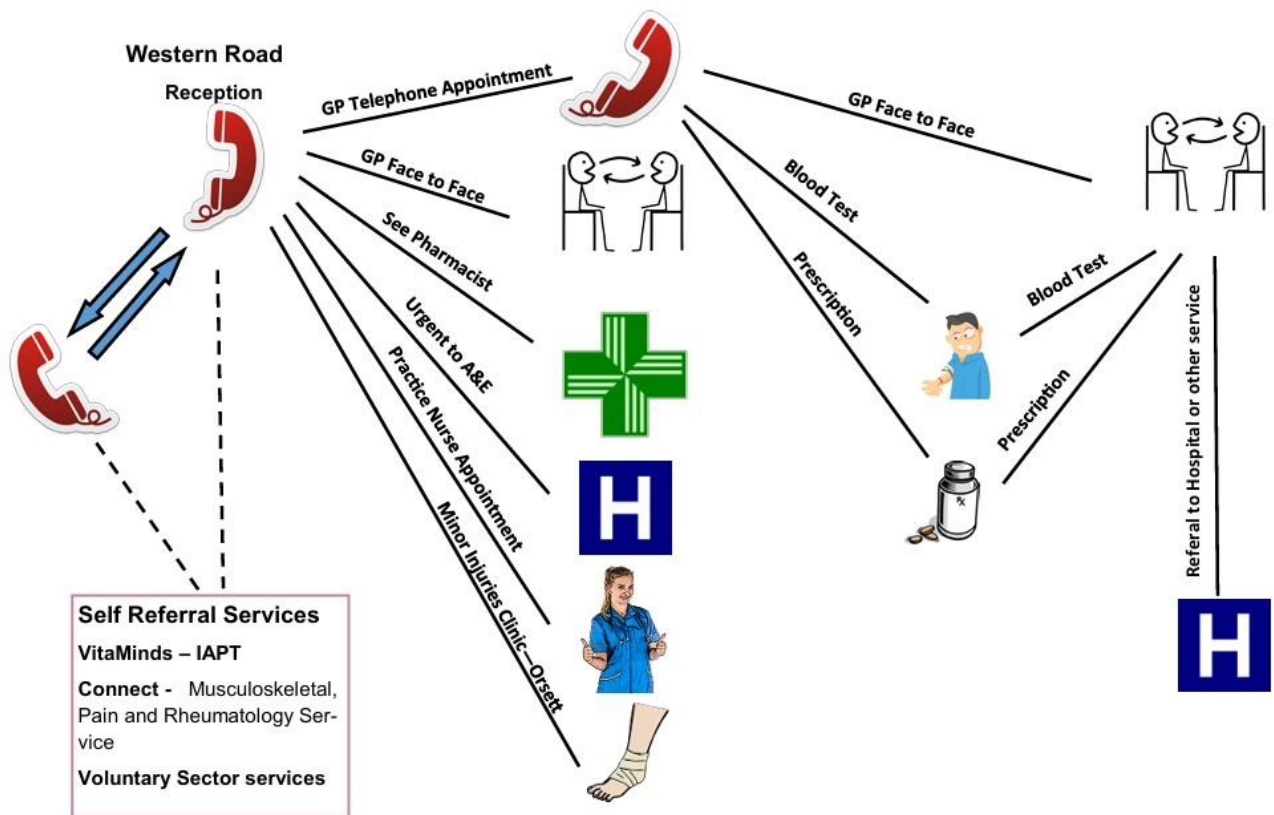 Western Road
Reception
GP Telephone Appointment
GP Face to Face
See Pharmacist
Urgent to A&E
Practice Nurse Appointment
Minor Injuries Clinic—Orsett
GP Face to Face
Blood Test
Prescription
Blood Test
Prescription
Referal to Hospital or other service
H
Rx
H
Self Referral Services
VitaMinds – IAPT
Connect - Musculoskeletal,
Pain and Rheumatology Ser-
vice
Voluntary Sector services